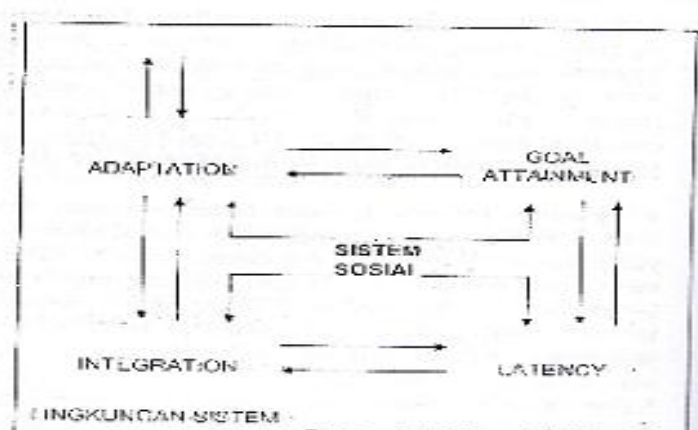 ADAPTATION
GOAL
ATTAINMENT
SISTEM
SOSIAL
INTEGRATION
LATENCY
LINGKUNGAN SISTEM